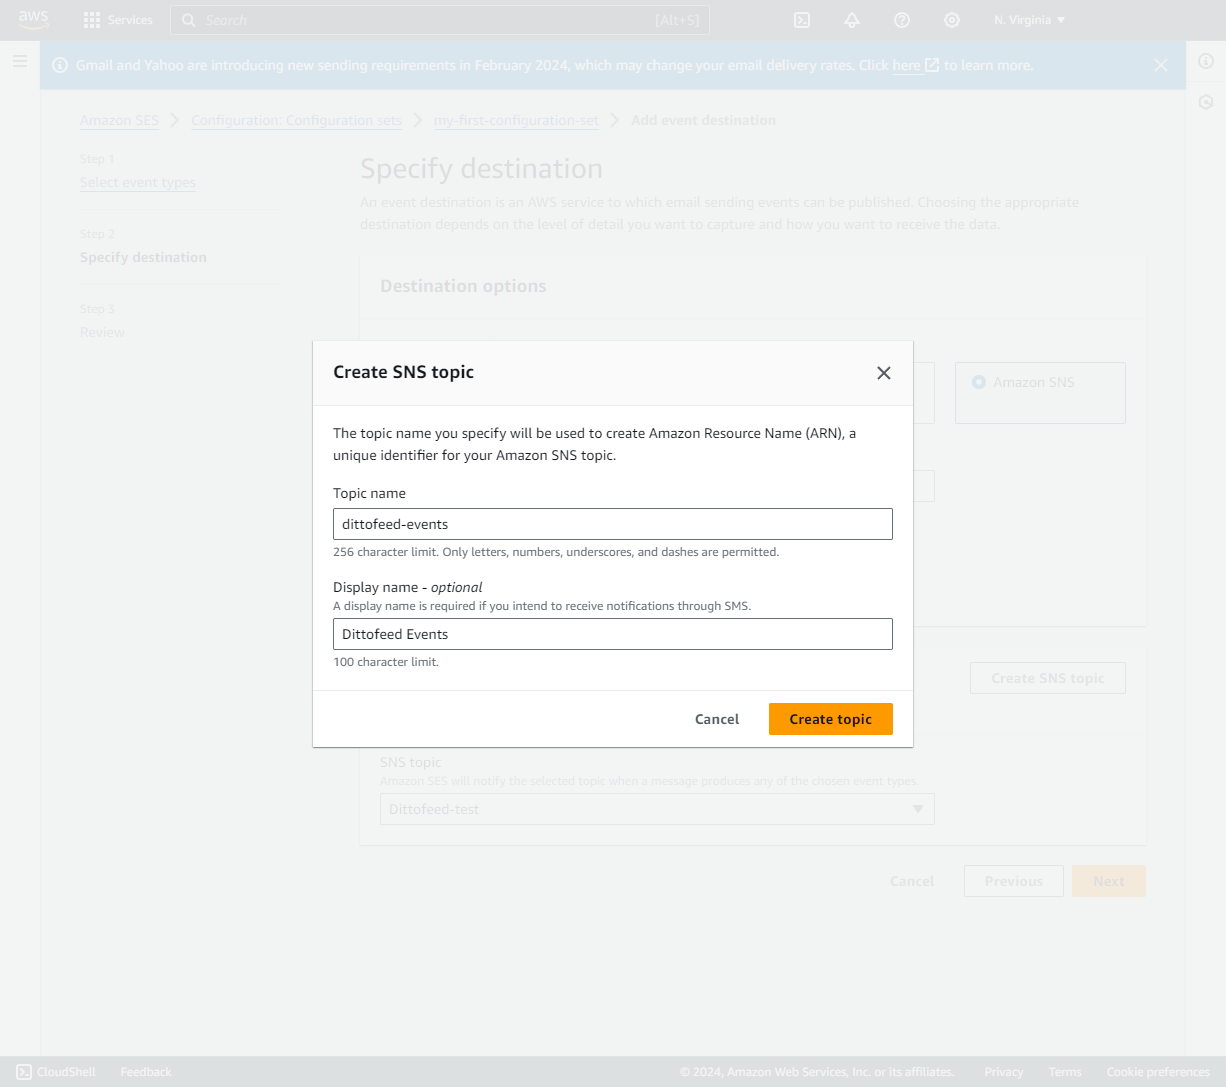 aws
Services
Search
[Alt+S]
N. Virginia
Gmail and Yahoo are introducing new sending requirements in February 2024, which may change your email delivery rates. Click here to learn more.
Amazon SES
Configuration: Configuration sets
my-first-configuration-set
Add event destination
Step 1
Select event types
Step 2
Specify destination
Step 3
Review
Specify destination
An event destination is an AWS service to which email sending events can be published. Choosing the appropriate
destination depends on the level of detail you want to capture and how you want to receive the data.
Destination options
Amazon SNS
Create SNS topic
The topic name you specify will be used to create Amazon Resource Name (ARN), a
unique identifier for your Amazon SNS topic.
Topic name
dittofeed-events
256 character limit. Only letters, numbers, underscores, and dashes are permitted.
Display name - optional
A display name is required if you intend to receive notifications through SMS.
Dittofeed Events
100 character limit.
Cancel
Create topic
Create SNS topic
SNS topic
Amazon SES will notify the selected topic when a message produces any of the chosen event types.
Dittofeed-test
Cancel
Previous
Next
CloudShell
Feedback
© 2024, Amazon Web Services, Inc. or its affiliates.
Privacy
Terms
Cookie preferences